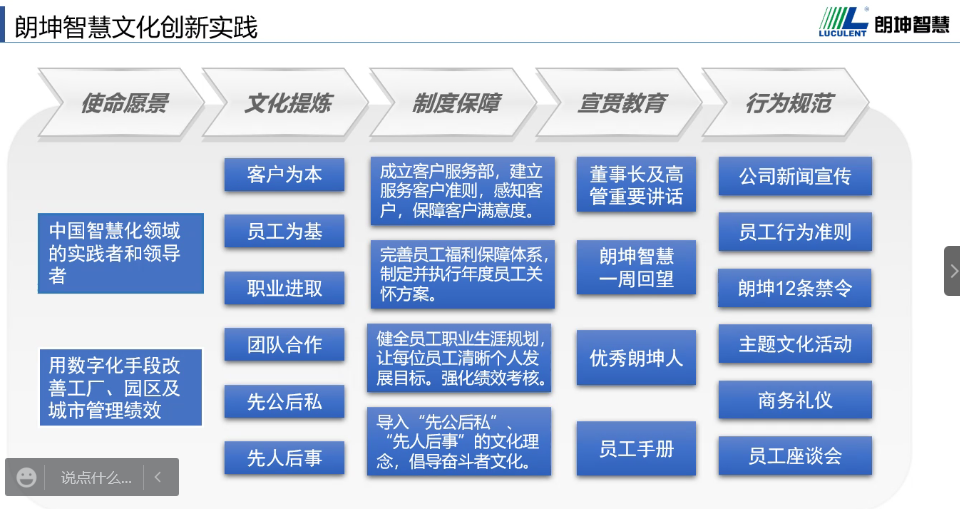 朗坤智慧文化创新实践
LUCULENT
朗坤智慧
使命愿景
文化提炼
制度保障
宣贯教育
行为规范
中国智慧化领域
的实践者和领导
者
用数字化手段改
善工厂、园区及
城市管理绩效
客户为本
员工为基
职业进取
团队合作
先公后私
先人后事
成立客户服务部，建立
服务客户准则，感知客
户，保障客户满意度。
完善员工福利保障体系，
制定并执行年度员工关
怀方案。
健全员工职业生涯规划，
让每位员工清晰个人发
展目标。强化绩效考核。
导入“先公后私”、
“先人后事”的文化理
念，倡导奋斗者文化。
董事长及高
管重要讲话
朗坤智慧
一周回望
优秀朗坤人
员工手册
公司新闻宣传
员工行为准则
朗坤12条禁令
主题文化活动
商务礼仪
员工座谈会
说点什么...